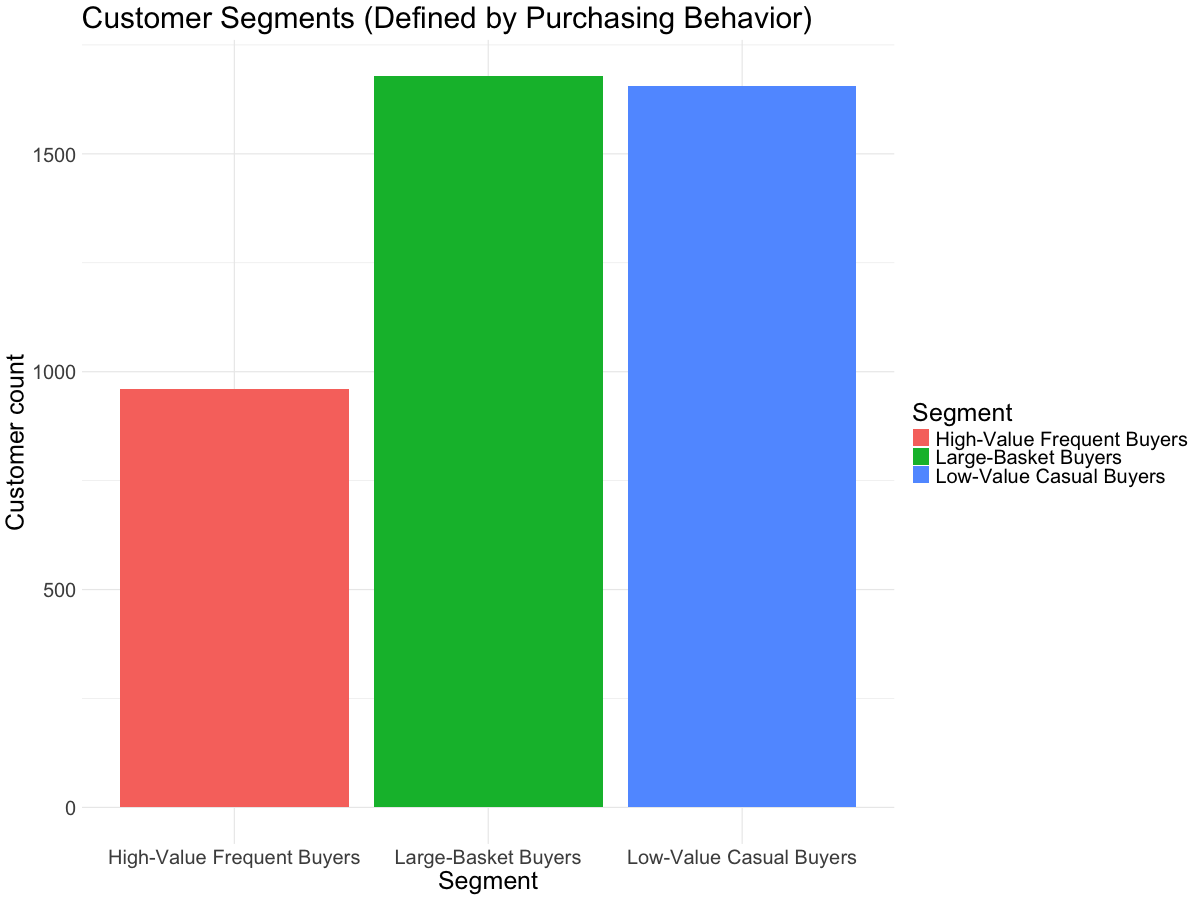 Customer Segments (Defined by Purchasing Behavior)
Customer count
1500
1000
500
0
High-Value Frequent Buyers
Large-Basket Buyers
Low-Value Casual Buyers
Segment
Segment
High-Value Frequent Buyers
Large-Basket Buyers
Low-Value Casual Buyers